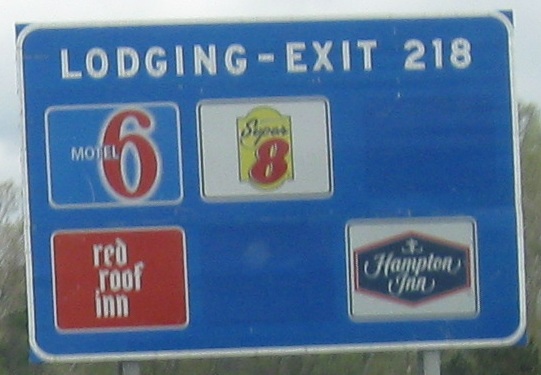 LODGING - EXIT 218
MOTEL 6
Super
8
red
roof
inn
Hampton
Inn